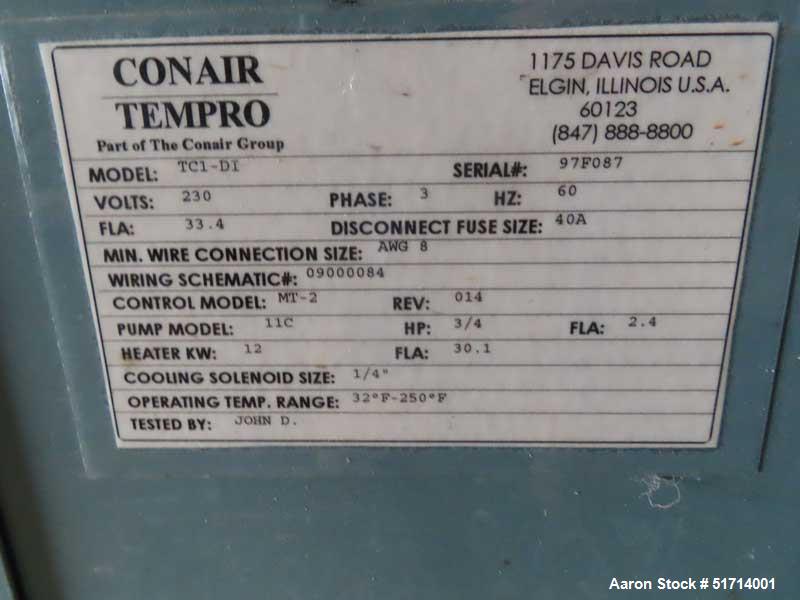 CONAIR
TEMPRO
Part of The Conair Group
1175 DAVIS ROAD
ELGIN, ILLINOIS U.S.A.
60123
(847) 888-8800
MODEL: TC1-DI SERIAL#: 97F087
VOLTS: 230 PHASE: 3 HZ: 60
FLA: 33.4 DISCONNECT FUSE SIZE: 40A
MIN. WIRE CONNECTION SIZE: AWG 8
WIRING SCHEMATIC#: 09000084
CONTROL MODEL: MT-2 REV: 014
PUMP MODEL: 11C HP: 3/4 FLA: 2.4
HEATER KW: 12 FLA: 30.1
COOLING SOLENOID SIZE: 1/4"
OPERATING TEMP. RANGE: 32°F-250°F
TESTED BY: JOHN D.
Aaron Stock # 51714001